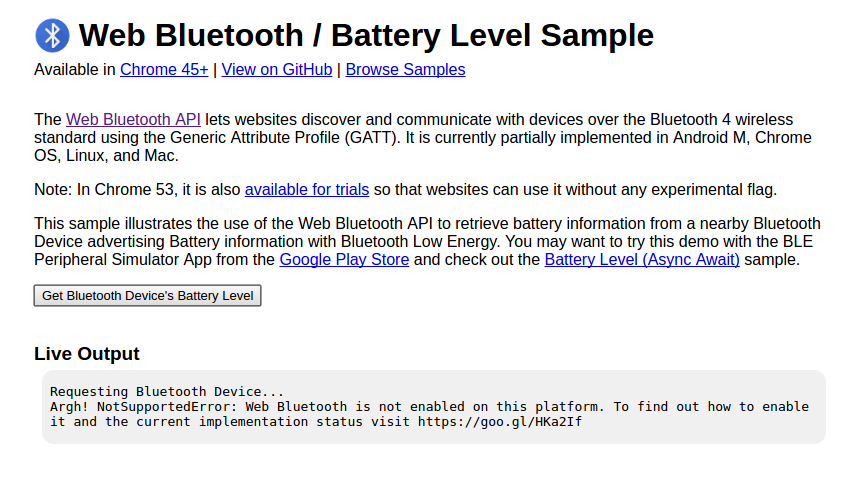 Web Bluetooth / Battery Level Sample
Available in Chrome 45+ | View on GitHub | Browse Samples
The Web Bluetooth API lets websites discover and communicate with devices over the Bluetooth 4 wireless
standard using the Generic Attribute Profile (GATT). It is currently partially implemented in Android M, Chrome
OS, Linux, and Mac.
Note: In Chrome 53, it is also available for trials so that websites can use it without any experimental flag.
This sample illustrates the use of the Web Bluetooth API to retrieve battery information from a nearby Bluetooth
Device advertising Battery information with Bluetooth Low Energy. You may want to try this demo with the BLE
Peripheral Simulator App from the Google Play Store and check out the Battery Level (Async Await) sample.
Get Bluetooth Device's Battery Level
Live Output
Requesting Bluetooth Device...
Argh! NotSupportedError: Web Bluetooth is not enabled on this platform. To find out how to enable
it and the current implementation status visit https://goo.gl/HKa2If